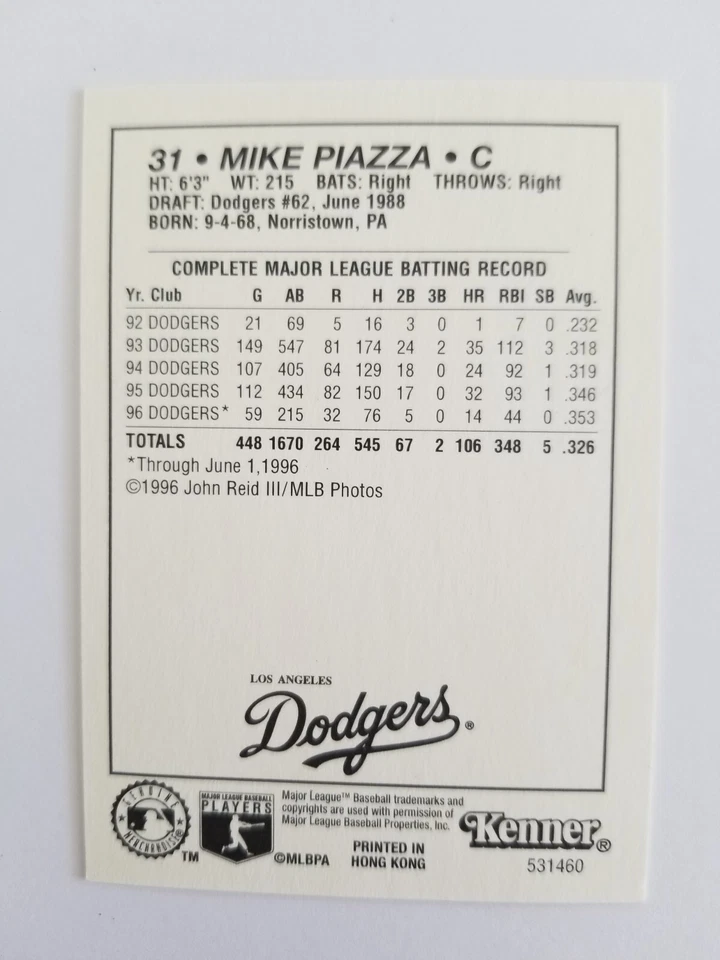 31 • MIKE PIAZZA • C
HT: 6'3" WT: 215 BATS: Right THROWS: Right
DRAFT: Dodgers #62, June 1988
BORN: 9-4-68, Norristown, PA
COMPLETE MAJOR LEAGUE BATTING RECORD
Yr. Club G AB R H 2B 3B HR RBI SB Avg.
92 DODGERS 21 69 5 16 3 0 1 7 0 .232
93 DODGERS 149 547 81 174 24 2 35 112 3 .318
94 DODGERS 107 405 64 129 18 0 24 92 1 .319
95 DODGERS 112 434 82 150 17 0 32 93 1 .346
96 DODGERS* 59 215 32 76 5 0 14 44 0 .353
TOTALS 448 1670 264 545 67 2 106 348 5 .326
*Through June 1,1996
©1996 John Reid III/MLB Photos
LOS ANGELES
Dodgers®
GENUINE MERCHANDISE ™
MAJOR LEAGUE BASEBALL
PLAYERS
©MLBPA
Major League™ Baseball trademarks and
copyrights are used with permission of
Major League Baseball Properties, Inc.
PRINTED IN
HONG KONG
Kenner®
531460